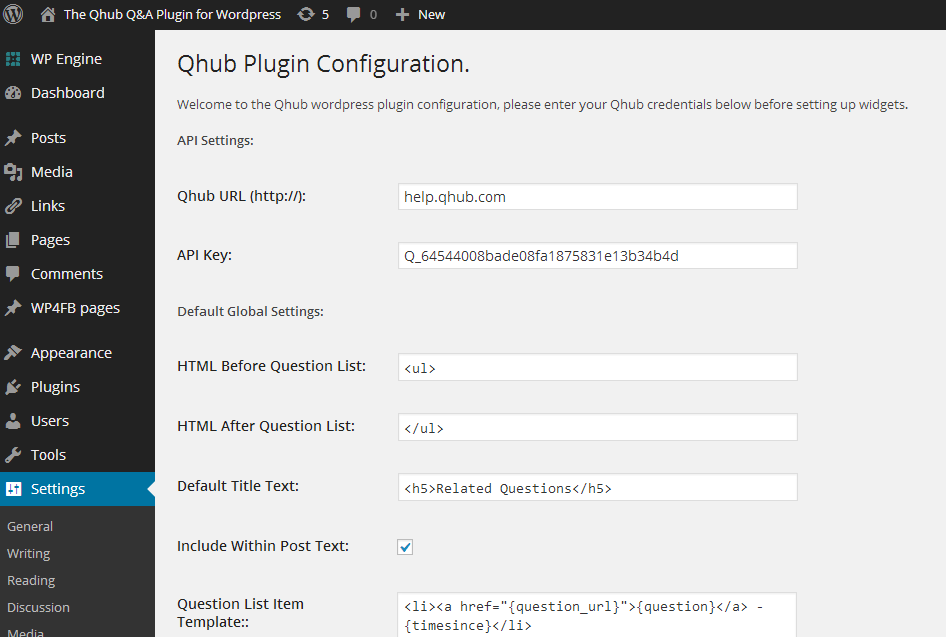 The Qhub Q&A Plugin for Wordpress 5 0 New
WP Engine
Dashboard
Posts
Media
Links
Pages
Comments
WP4FB pages
Appearance
Plugins
Users
Tools
Settings
General
Writing
Reading
Discussion
Media
Qhub Plugin Configuration.
Welcome to the Qhub wordpress plugin configuration, please enter your Qhub credentials below before setting up widgets.
API Settings:
Qhub URL (http://): help.qhub.com
API Key: Q_64544008bade08fa1875831e13b34b4d
Default Global Settings:
HTML Before Question List: <ul>
HTML After Question List: </ul>
Default Title Text: <h5>Related Questions</h5>
Include Within Post Text:
Question List Item
Template::
<li><a href="{question_url}">{question}</a> -
{timesince}</li>